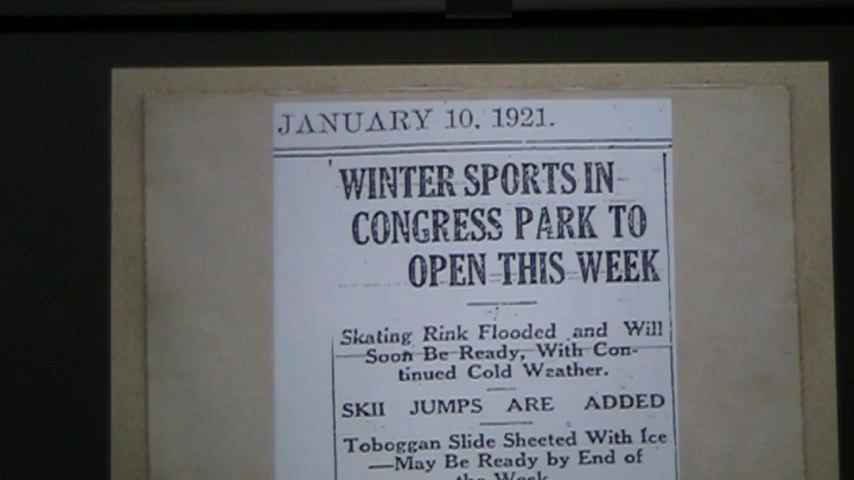 JANUARY 10, 1921.
WINTER SPORTS IN
CONGRESS PARK TO
OPEN THIS WEEK
Skating Rink Flooded and Will
Soon Be Ready, With Con-
tinued Cold Weather.
SKII JUMPS ARE ADDED
Toboggan Slide Sheeted With Ice
—May Be Ready by End of
the Week